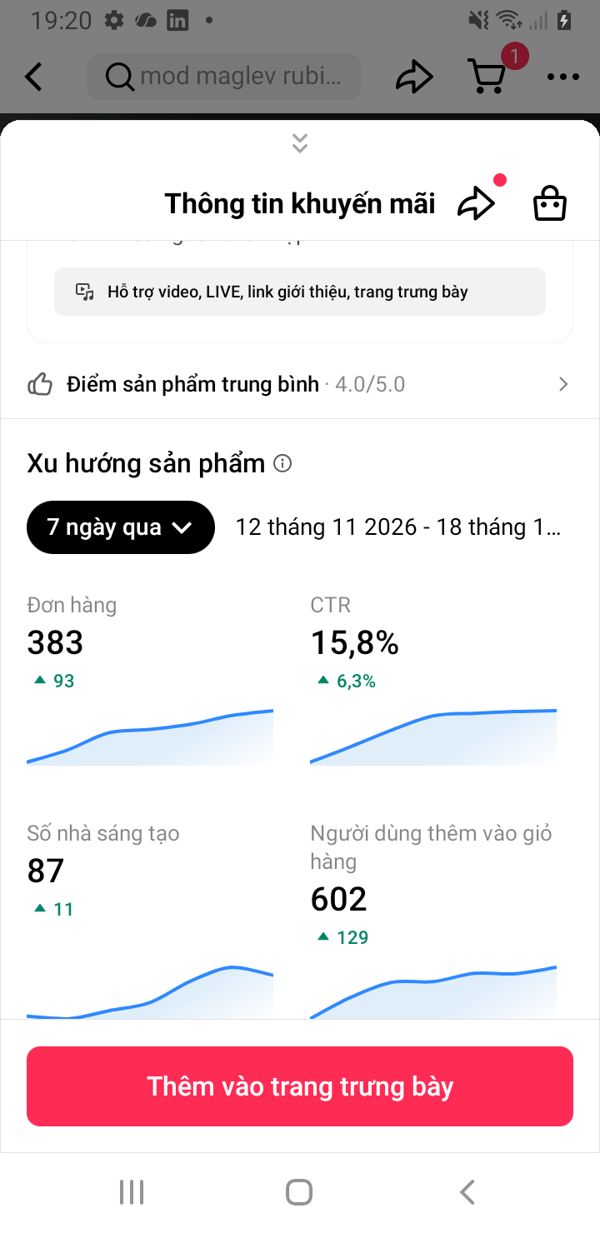 19:20
mod maglev rubi...
1
Thông tin khuyến mãi
Hỗ trợ video, LIVE, link giới thiệu, trang trưng bày
Điểm sản phẩm trung bình · 4.0/5.0
Xu hướng sản phẩm
7 ngày qua
12 tháng 11 2026 - 18 tháng 1...
Đơn hàng
383
93
CTR
15,8%
6,3%
Số nhà sáng tạo
87
11
Người dùng thêm vào giỏ
hàng
602
129
Thêm vào trang trưng bày